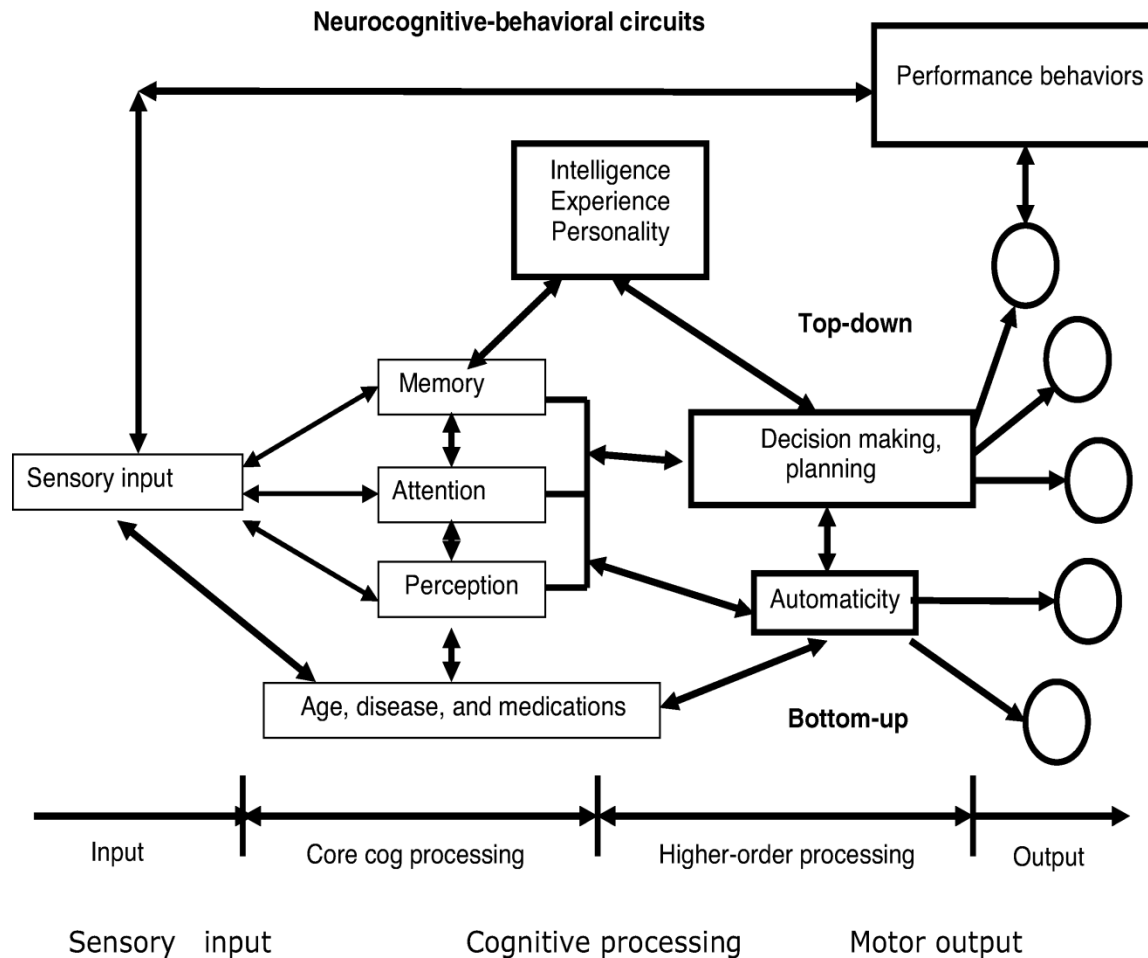 Neurocognitive-behavioral circuits
Performance behaviors
Intelligence
Experience
Personality
Top-down
Memory
Decision making,
planning
Sensory input
Attention
Perception
Automaticity
Age, disease, and medications
Bottom-up
Input
Core cog processing
Higher-order processing
Output
Sensory input
Cognitive processing
Motor output